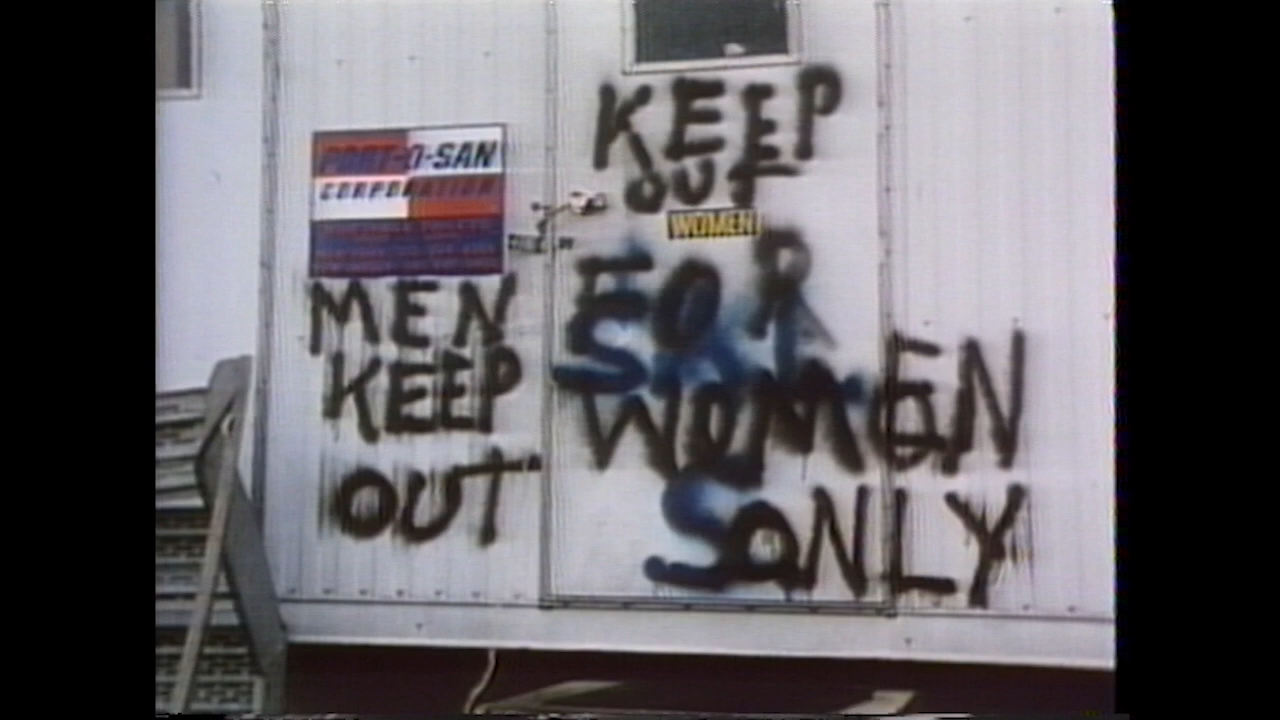 PORT-O-SAN
CORPORATION
MEN
KEEP
OUT
KEEP
OUT
WOMEN
FOR
WOMEN
ONLY